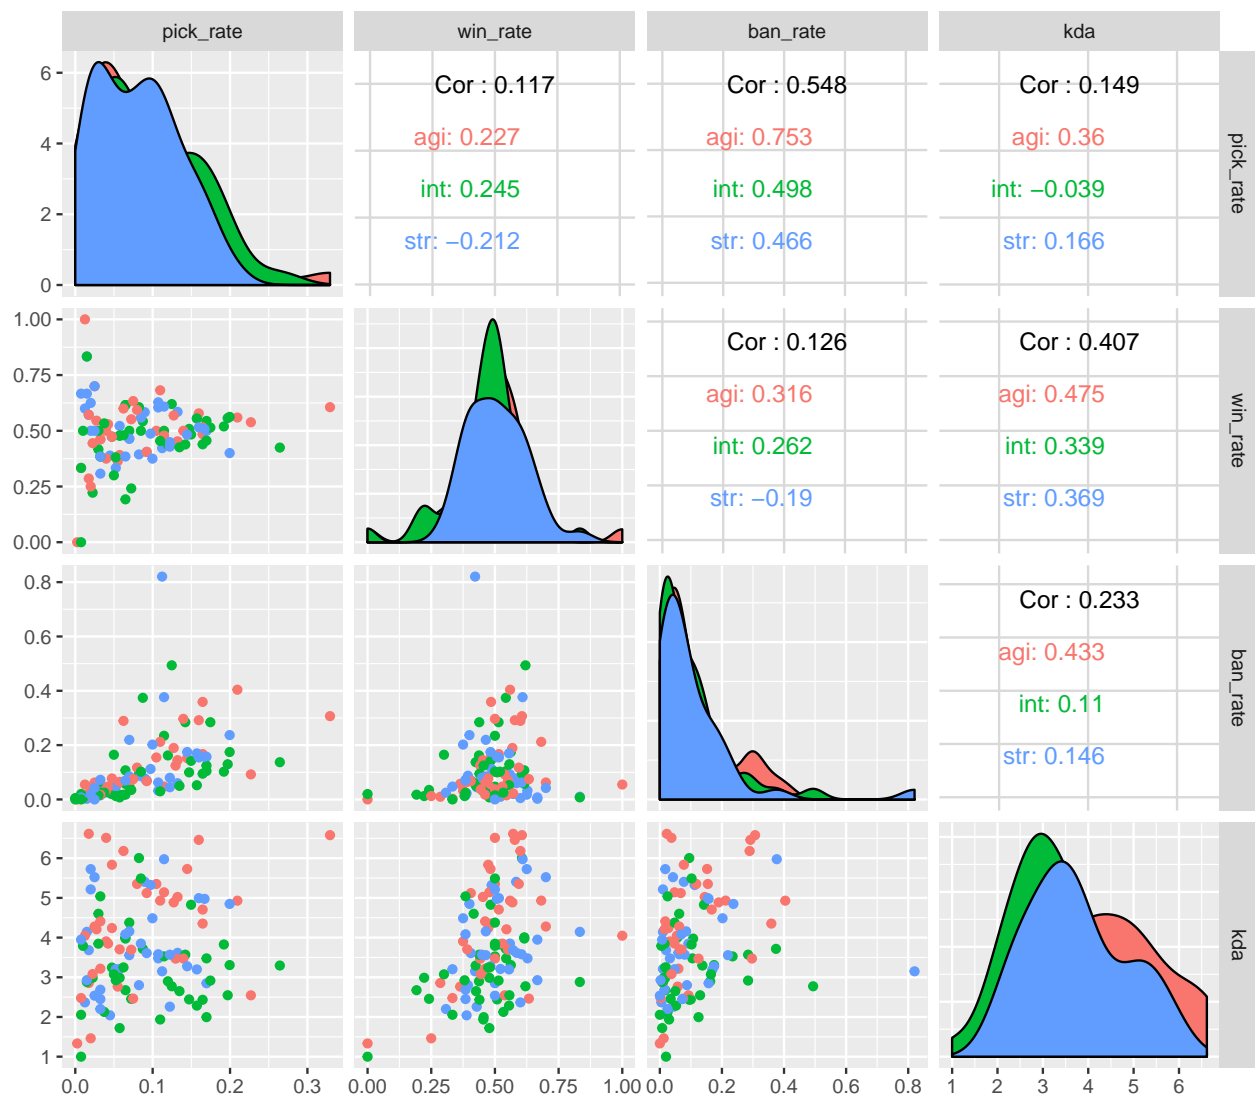 pick_rate win_rate ban_rate kda
6
4
2
0
Cor : 0.117
agi: 0.227
int: 0.245
str: −0.212
Cor : 0.548
agi: 0.753
int: 0.498
str: 0.466
Cor : 0.149
agi: 0.36
int: −0.039
str: 0.166
pick_rate
1.00
0.75
0.50
0.25
0.00
Cor : 0.126
agi: 0.316
int: 0.262
str: −0.19
Cor : 0.407
agi: 0.475
int: 0.339
str: 0.369
win_rate
0.8
0.6
0.4
0.2
0.0
Cor : 0.233
agi: 0.433
int: 0.11
str: 0.146
ban_rate
6
5
4
3
2
1
kda
0.0 0.1 0.2 0.3
0.00 0.25 0.50 0.75 1.00
0.0 0.2 0.4 0.6 0.8
1 2 3 4 5 6